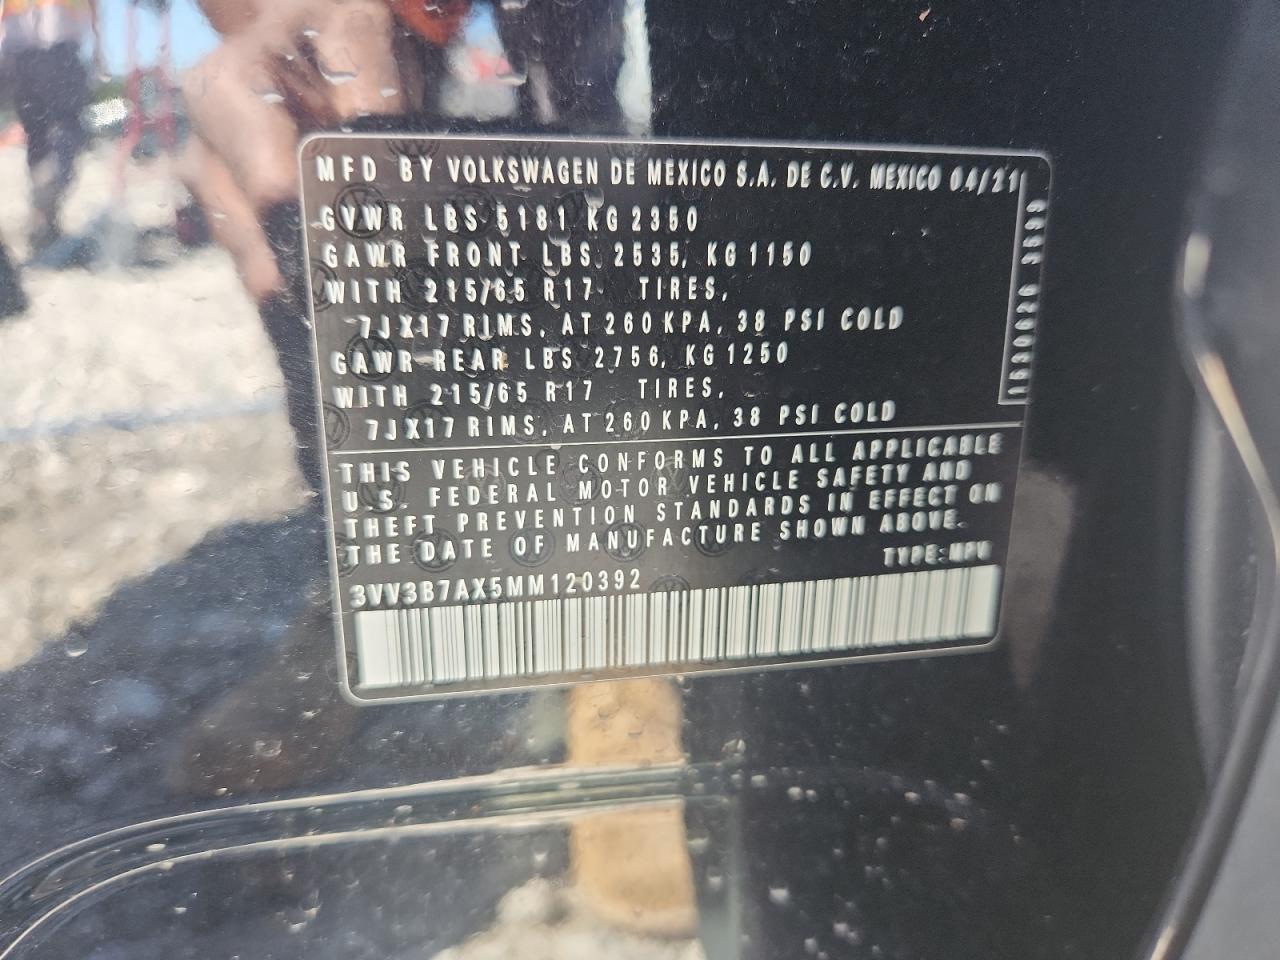 MFD BY VOLKSWAGEN DE MEXICO S.A. DE C.V. MEXICO 04/21
GVWR LBS 5181 KG 2350
GAWR FRONT LBS 2535, KG 1150
WITH 215/65 R17 TIRES,
7JX17 RIMS, AT 260 KPA, 38 PSI COLD
GAWR REAR LBS 2756, KG 1250
WITH 215/65 R17 TIRES,
7JX17 RIMS, AT 260 KPA, 38 PSI COLD
THIS VEHICLE CONFORMS TO ALL APPLICABLE
U.S. FEDERAL MOTOR VEHICLE SAFETY AND
THEFT PREVENTION STANDARDS IN EFFECT ON
THE DATE OF MANUFACTURE SHOWN ABOVE.
TYPE: MPV
3VV3B7AX5MM120392